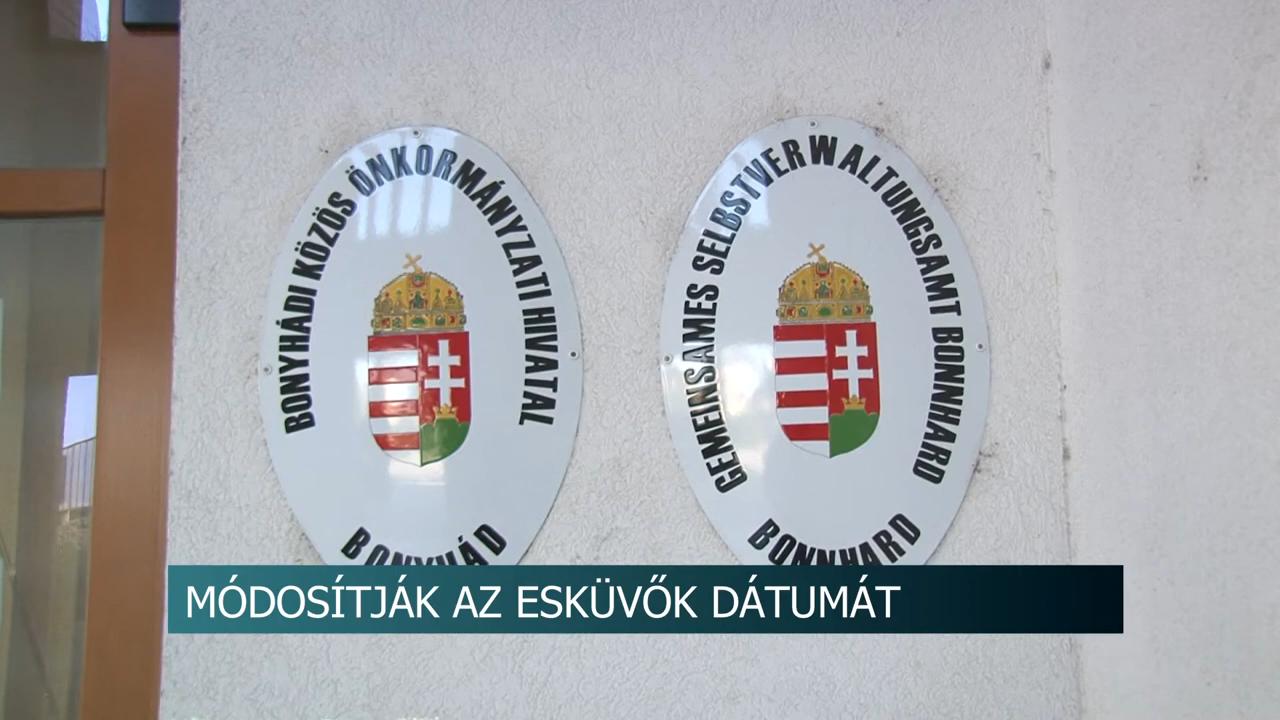 BONYHÁDI KÖZÖS ÖNKORMÁNYZATI HIVATAL
BONYHÁD
GEMEINSAMES SELBSTVERWALTUNGSAMT BONNHARD
BONNHARD
MÓDOSÍTJÁK AZ ESKÜVŐK DÁTUMÁT